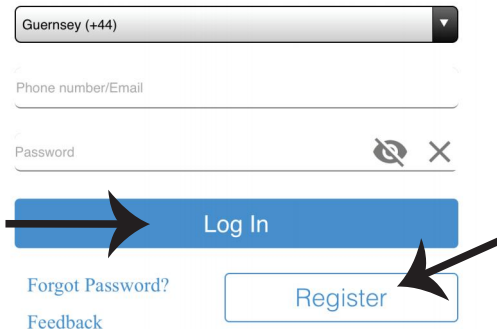 Guernsey (+44)
Phone number/Email
Password
Log In
Forgot Password?
Register
Feedback